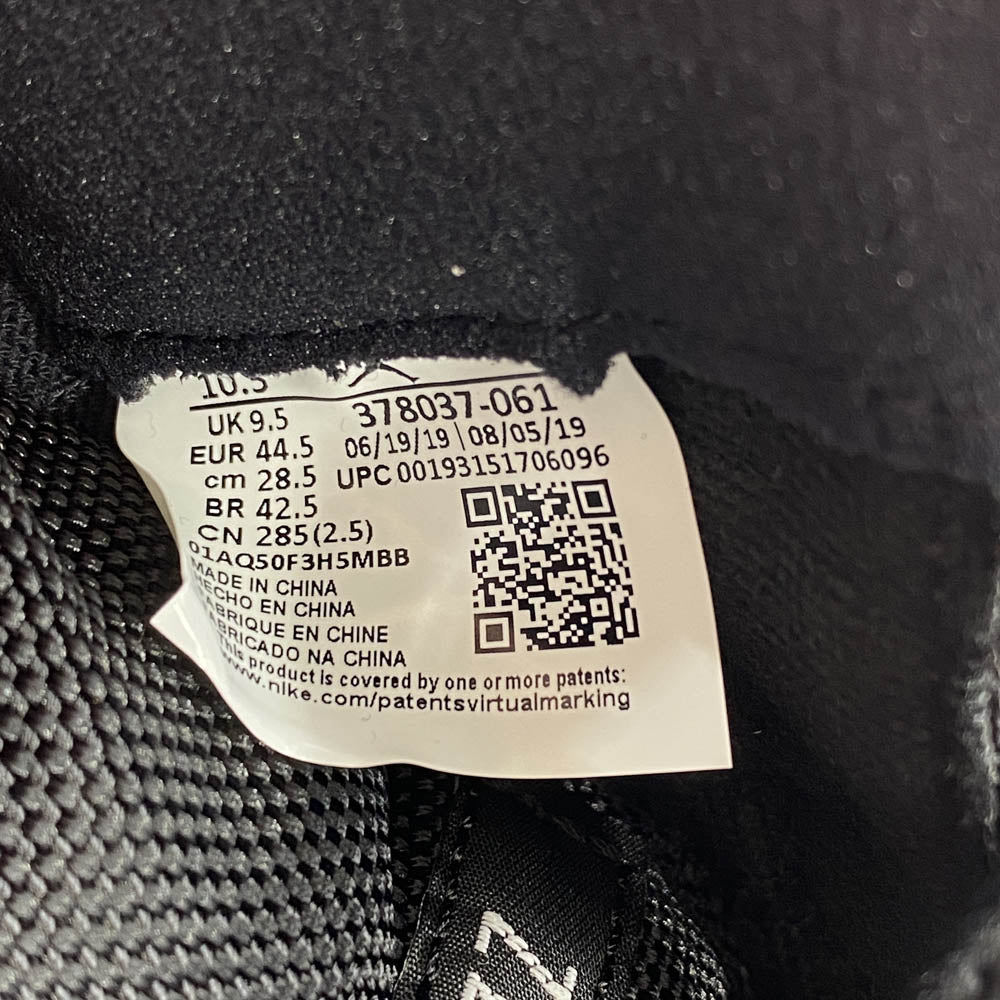 10.5
UK 9.5 378037-061
EUR 44.5 06/19/19\08/05/19
cm 28.5 UPC 00193151706096
BR 42.5
CN 285(2.5)
01AQ50F3H5MBB
MADE IN CHINA
HECHO EN CHINA
FABRIQUE EN CHINE
FABRICADO NA CHINA
This product is covered by one or more patents:
www.nike.com/patentsvirtualmarking